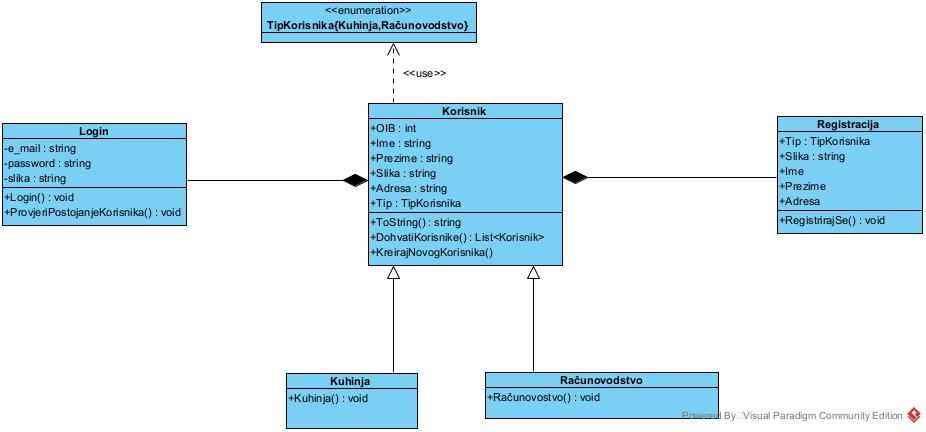 <<enumeration>>
TipKorisnika{Kuhinja,Računovodstvo}
<<use>>
Korisnik
+OIB : int
+Ime : string
+Prezime : string
+Slika : string
+Adresa : string
+Tip : TipKorisnika
+ToString() : string
+DohvatiKorisnike() : List<Korisnik>
+KreirajNovogKorisnika()
Login
-e_mail : string
-password : string
-slika : string
+Login() : void
+ProvjeriPostojanjeKorisnika() : void
Registracija
+Tip : TipKorisnika
+Slika : string
+Ime
+Prezime
+Adresa
+RegistrirajSe() : void
Kuhinja
+Kuhinja() : void
Računovodstvo
+Računovostvo() : void
Powered By Visual Paradigm Community Edition